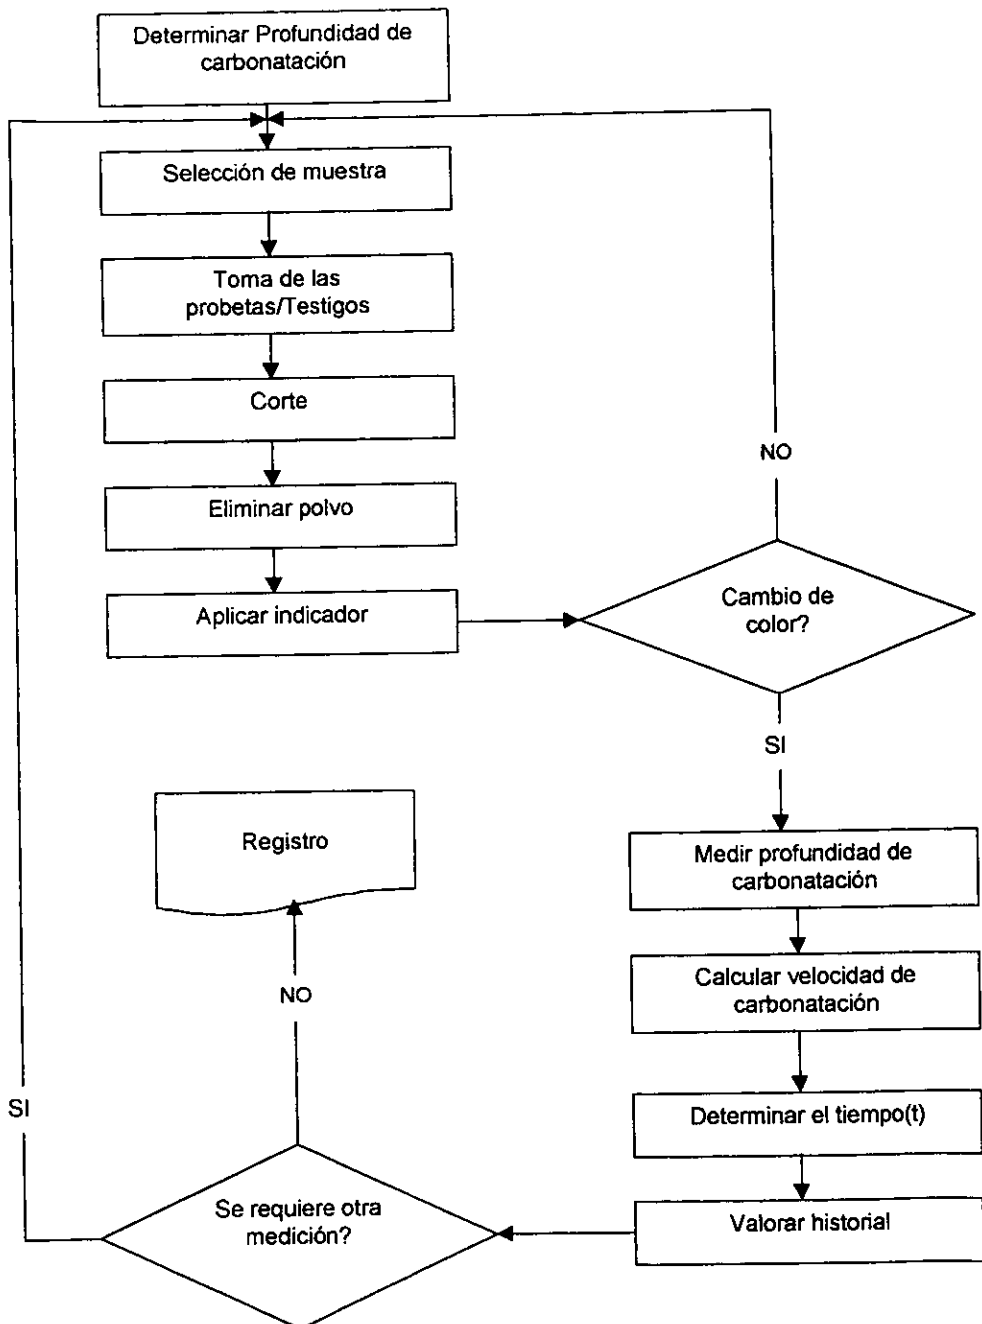 Determinar Profundidad de
carbonatación
Selección de muestra
Toma de las
probetas/Testigos
Corte
Eliminar polvo
Aplicar indicador
NO
Cambio de
color?
SI
Medir profundidad de
carbonatación
Calcular velocidad de
carbonatación
Determinar el tiempo(t)
Valorar historial
Se requiere otra
medición?
NO
Registro
SI